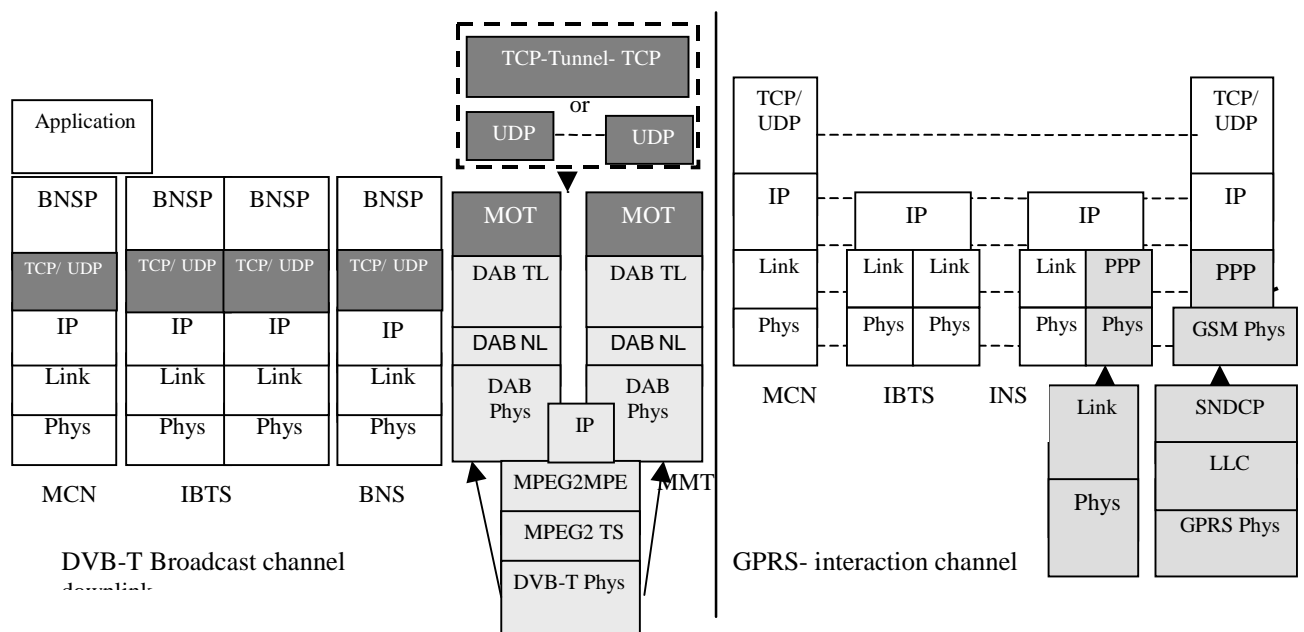 TCP-Tunnel- TCP
or
UDP
UDP
Application
BNSP
BNSP
BNSP
BNSP
MOT
MOT
TCP/ UDP
TCP/ UDP
TCP/ UDP
TCP/ UDP
DAB TL
DAB TL
IP
IP
IP
IP
DAB NL
DAB NL
Link
Link
Link
Link
DAB
Phys
DAB
Phys
IP
Phys
Phys
Phys
Phys
MCN
IBTS
BNS
MMT
MPEG2MPE
MPEG2 TS
DVB-T Phys
DVB-T Broadcast channel
downlink
TCP/
UDP
TCP/
UDP
IP
IP
IP
IP
Link
Link
Link
Link
PPP
PPP
Phys
Phys
Phys
Phys
Phys
GSM Phys
MCN
IBTS
INS
Link
Phys
SNDCP
LLC
GPRS Phys
GPRS- interaction channel